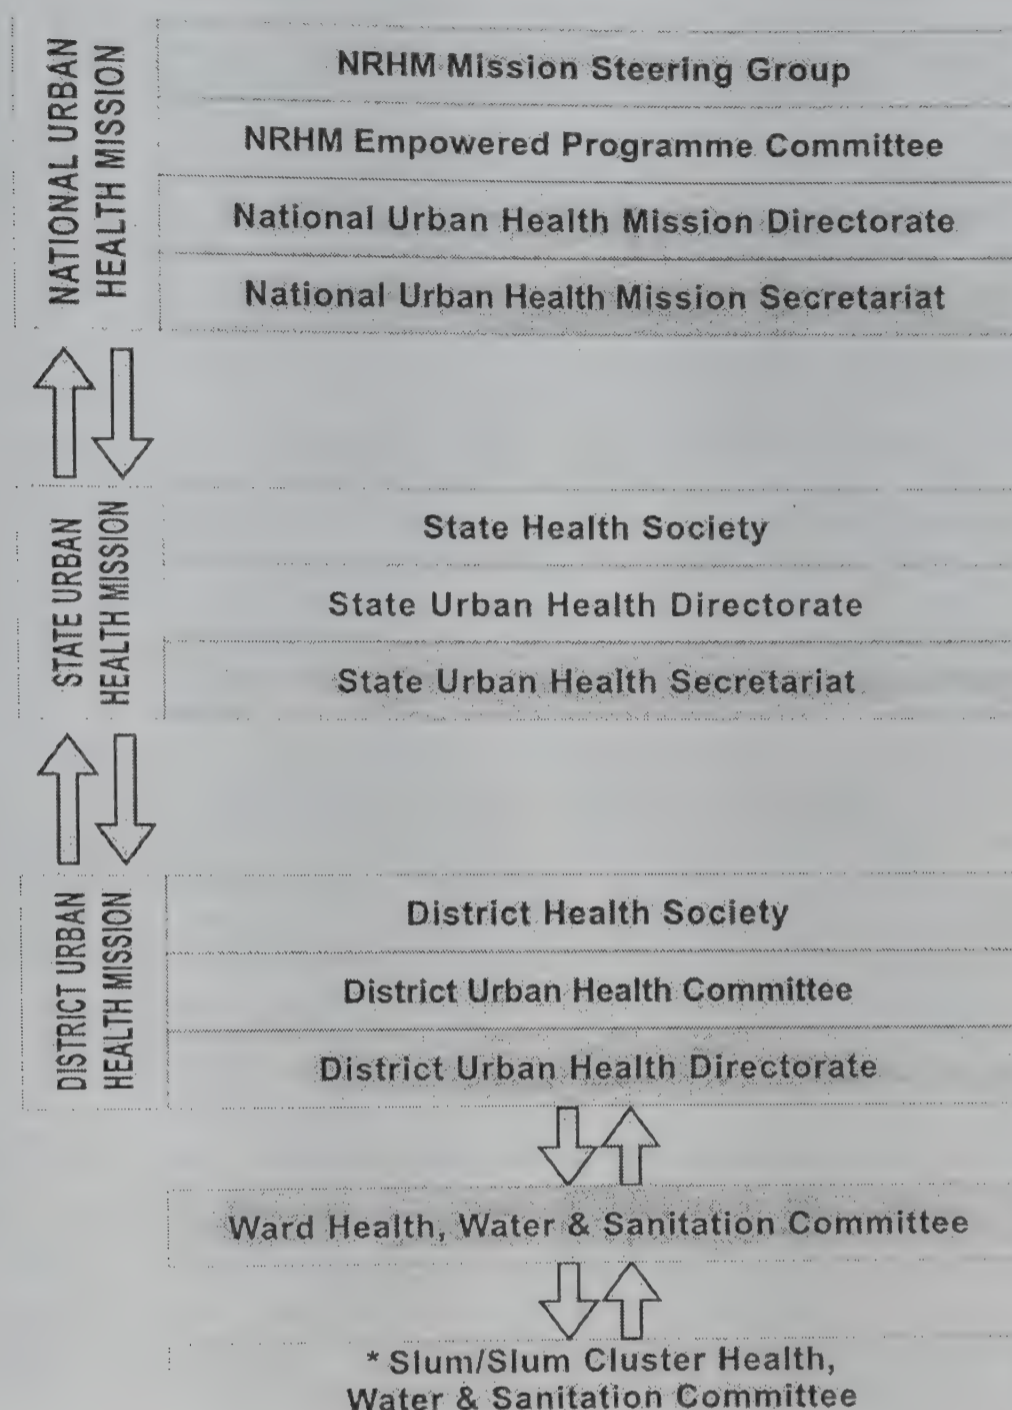 NATIONAL URBAN
HEALTH MISSION
NRHM Mission Steering Group
NRHM Empowered Programme Committee
National Urban Health Mission Directorate
National Urban Health Mission Secretariat
STATE URBAN
HEALTH MISSION
State Health Society
State Urban Health Directorate
State Urban Health Secretariat
DISTRICT URBAN
HEALTH MISSION
District Health Society
District Urban Health Committee
District Urban Health Directorate
Ward Health, Water & Sanitation Committee
* Slum/Slum Cluster Health,
Water & Sanitation Committee